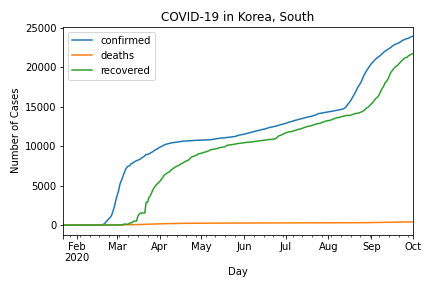 COVID-19 in Korea, South
confirmed
deaths
recovered
25000
20000
15000
10000
5000
0
Number of Cases
Feb Mar Apr May Jun Jul Aug Sep Oct
2020
Day